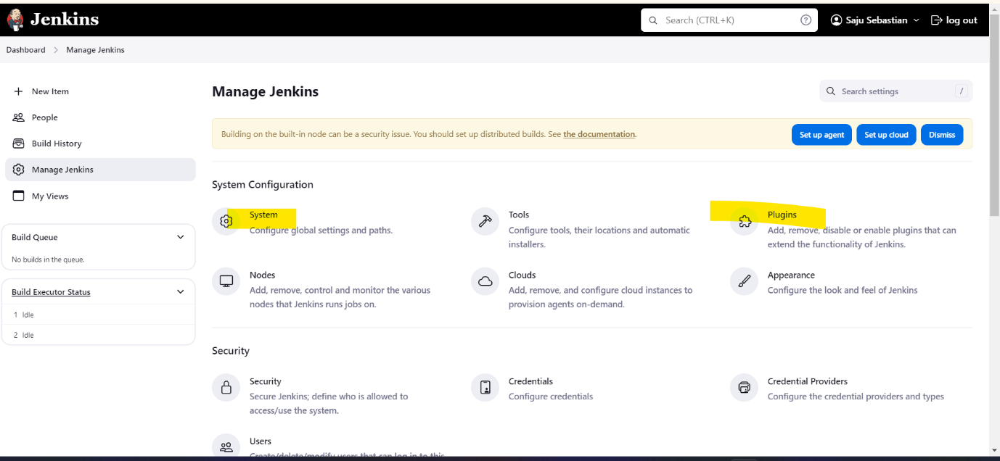 Jenkins
Search (CTRL+K)
Saju Sebastian
log out
Dashboard > Manage Jenkins
New Item
People
Build History
Manage Jenkins
My Views
Build Queue
No builds in the queue.
Build Executor Status
1 Idle
2 Idle
Manage Jenkins
Search settings /
Building on the built-in node can be a security issue. You should set up distributed builds. See the documentation.
Set up agent
Set up cloud
Dismiss
System Configuration
System
Configure global settings and paths.
Tools
Configure tools, their locations and automatic
installers.
Plugins
Add, remove, disable or enable plugins that can
extend the functionality of Jenkins.
Nodes
Add, remove, control and monitor the various
nodes that Jenkins runs jobs on.
Clouds
Add, remove, and configure cloud instances to
provision agents on-demand.
Appearance
Configure the look and feel of Jenkins
Security
Security
Secure Jenkins; define who is allowed to
access/use the system.
Credentials
Configure credentials
Credential Providers
Configure the credential providers and types
Users
Create/delete/modify users that can log in to this